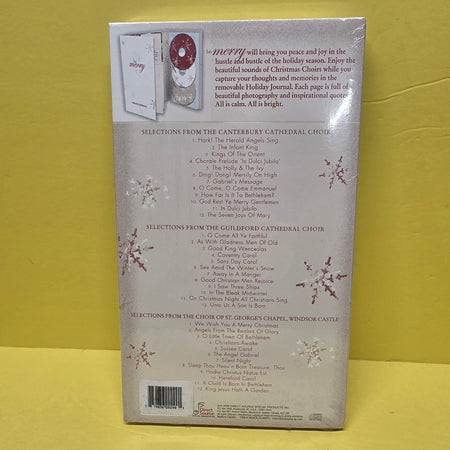 be merry will bring you peace and joy in the
hustle and bustle of the holiday season. Enjoy the
beautiful sounds of Christmas Choirs while you
capture your thoughts and memories in the
removable Holiday Journal. Each page is full of
beautiful photography and inspirational quotes.
All is calm. All is bright.
merry
SELECTIONS FROM THE CANTERBURY CATHEDRAL CHOIR
1. Hark! The Herald Angels Sing
2. The Infant King
3. Kings Of The Orient
4. Chorale Prelude 'In Dulci Jubilo'
5. The Holly & The Ivy
6. Ding! Dong! Merrily On High
7. Gabriel's Message
8. O Come, O Come Emmanuel
9. How Far Is It To Bethlehem?
10. God Rest Ye Merry Gentlemen
11. In Dulci Jubilo
12. The Seven Joys Of Mary
SELECTIONS FROM THE GUILDFORD CATHEDRAL CHOIR
1. O Come All Ye Faithful
2. As With Gladness Men Of Old
3. Good King Wenceslas
4. Coventry Carol
5. Sans Day Carol
6. See Amid The Winter's Snow
7. Away In A Manger
8. Good Christian Men Rejoice
9. I Saw Three Ships
10. In The Bleak Midwinter
11. On Christmas Night All Christians Sing
12. Unto Us A Son Is Born
SELECTIONS FROM THE CHOIR OF ST. GEORGE'S CHAPEL, WINDSOR CASTLE
1. We Wish You A Merry Christmas
2. Angels From The Realms Of Glory
3. O Little Town Of Bethlehem
4. Christians Awake
5. Sussex Carol
6. The Angel Gabriel
7. Silent Night
8. Sleep Thou Heav'n Born Treasure, Thou
9. Hodie Christus Natus Est
10. Hereford Carol
11. A Child Is Born In Bethlehem
12. King Jesus Hath A Garden
Direct
Source